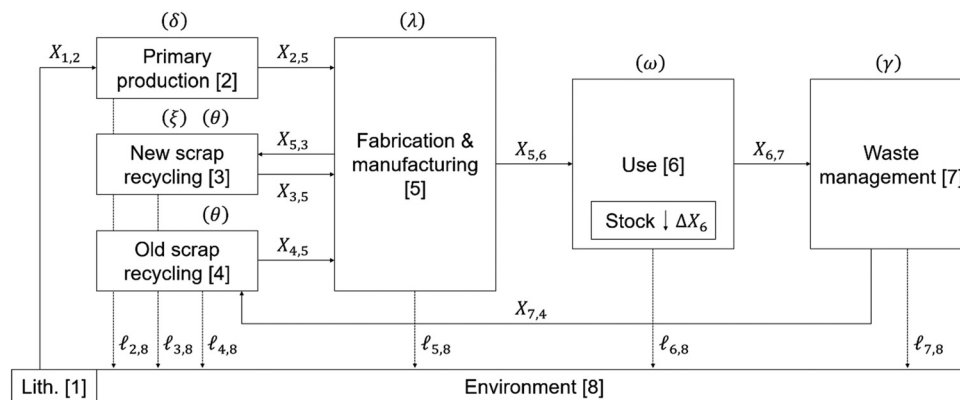 (δ)
(λ)
X₁,₂
Primary
production [2]
X₂,₅
(ω)
(γ)
(ξ) (θ)
New scrap
recycling [3]
X₅,₃
X₃,₅
Fabrication &
manufacturing
[5]
X₅,₆
Use [6]
X₆,₇
Waste
management [7]
(θ)
Stock ↓ ΔX₆
Old scrap
recycling [4]
X₄,₅
X₇,₄
ℓ₂,₈ ℓ₃,₈ ℓ₄,₈ ℓ₅,₈ ℓ₆,₈ ℓ₇,₈
Lith. [1] Environment [8]